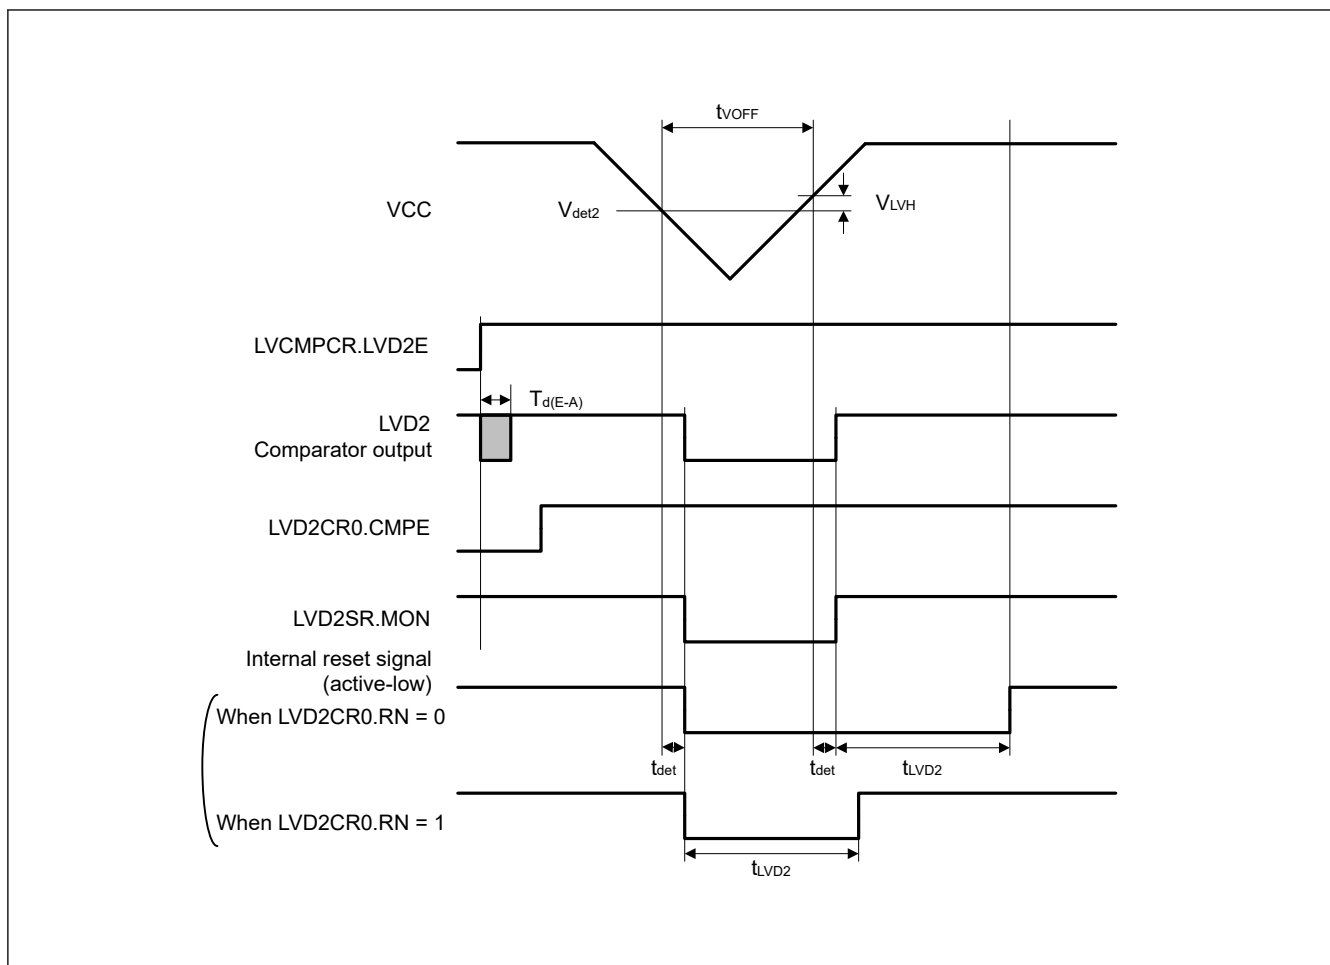 tVOFF
VCC
Vdet2
VLVH
LVCMPCR.LVD2E
Td(E-A)
LVD2
Comparator output
LVD2CR0.CMPE
LVD2SR.MON
Internal reset signal
(active-low)
When LVD2CR0.RN = 0
tdet
tdet
tLVD2
When LVD2CR0.RN = 1
tLVD2